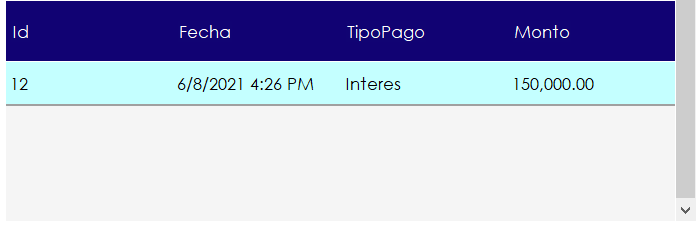 Id Fecha TipoPago Monto
12 6/8/2021 4:26 PM Interes 150,000.00